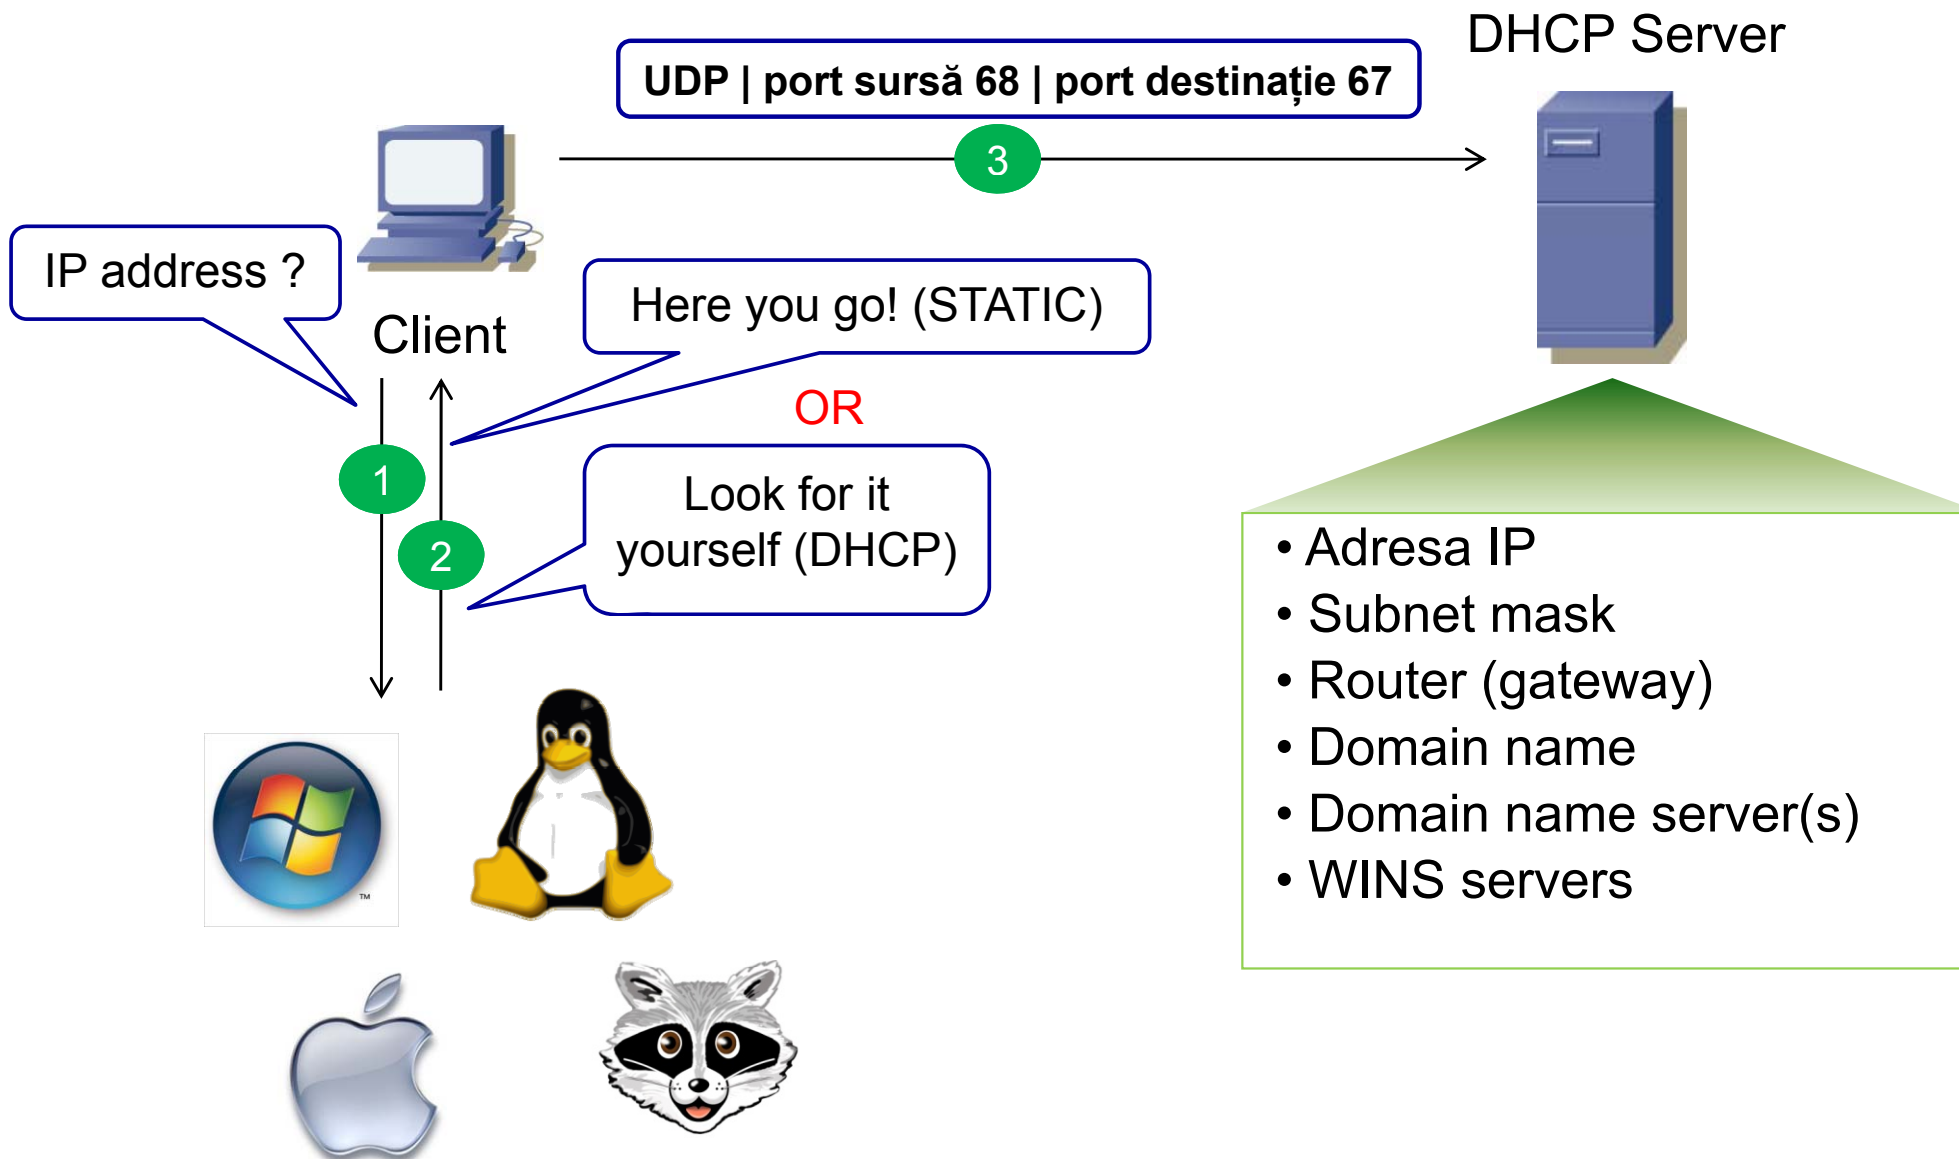 DHCP Server
UDP | port sursă 68 | port destinație 67
3
IP address ?
Client
Here you go! (STATIC)
OR
1
Look for it
yourself (DHCP)
2
• Adresa IP
• Subnet mask
• Router (gateway)
• Domain name
• Domain name server(s)
• WINS servers
TM